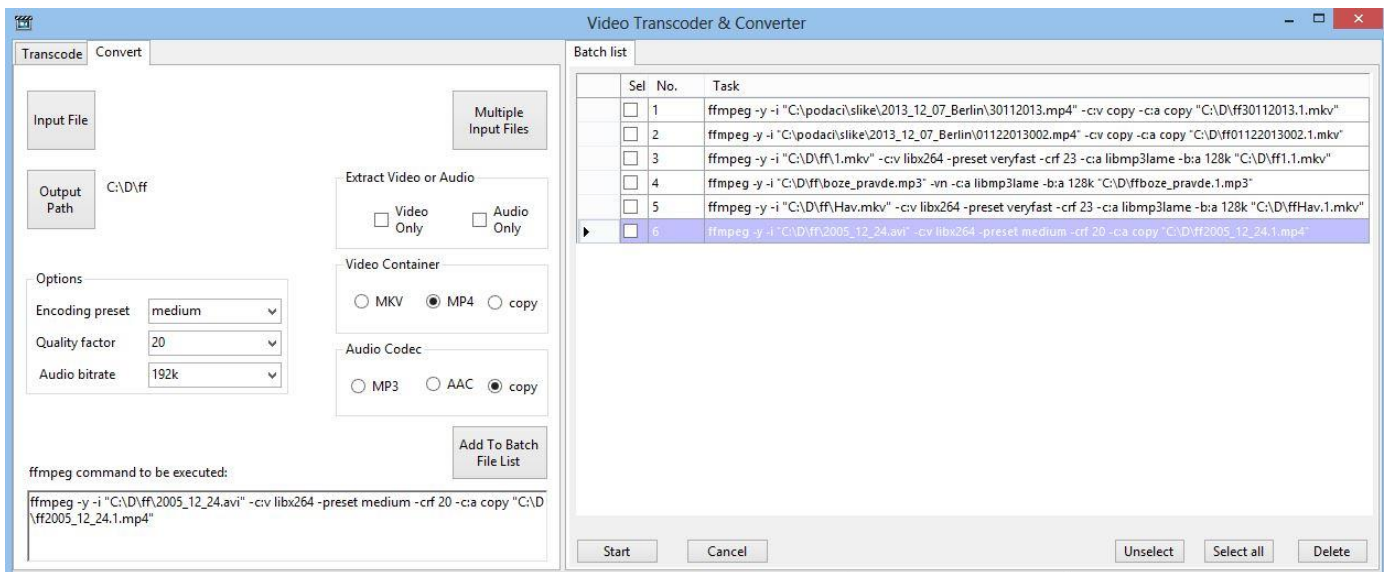 Video Transcoder & Converter
Transcode Convert
Input File
Multiple
Input Files
Output
Path
C:\D\ff
Extract Video or Audio
Video
Only
Audio
Only
Video Container
MKV MP4 copy
Options
Encoding preset medium
Quality factor 20
Audio bitrate 192k
Audio Codec
MP3 AAC copy
Add To Batch
File List
ffmpeg command to be executed:
ffmpeg -y -i "C:\D\ff\2005_12_24.avi" -c:v libx264 -preset medium -crf 20 -c:a copy "C:\D
\ff2005_12_24.1.mp4"
Batch list
Sel No. Task
1 ffmpeg -y -i "C:\podaci\slike\2013_12_07_Berlin\30112013.mp4" -c:v copy -c:a copy "C:\D\ff30112013.1.mkv"
2 ffmpeg -y -i "C:\podaci\slike\2013_12_07_Berlin\01122013002.mp4" -c:v copy -c:a copy "C:\D\ff01122013002.1.mkv"
3 ffmpeg -y -i "C:\D\ff\1.mkv" -c:v libx264 -preset veryfast -crf 23 -c:a libmp3lame -b:a 128k "C:\D\ff1.1.mkv"
4 ffmpeg -y -i "C:\D\ff\boze_pravde.mp3" -vn -c:a libmp3lame -b:a 128k "C:\D\ffboze_pravde.1.mp3"
5 ffmpeg -y -i "C:\D\ff\Hav.mkv" -c:v libx264 -preset veryfast -crf 23 -c:a libmp3lame -b:a 128k "C:\D\ffHav.1.mkv"
6 ffmpeg -y -i "C:\D\ff\2005_12_24.avi" -c:v libx264 -preset medium -crf 20 -c:a copy "C:\D\ff2005_12_24.1.mp4"
Start Cancel Unselect Select all Delete